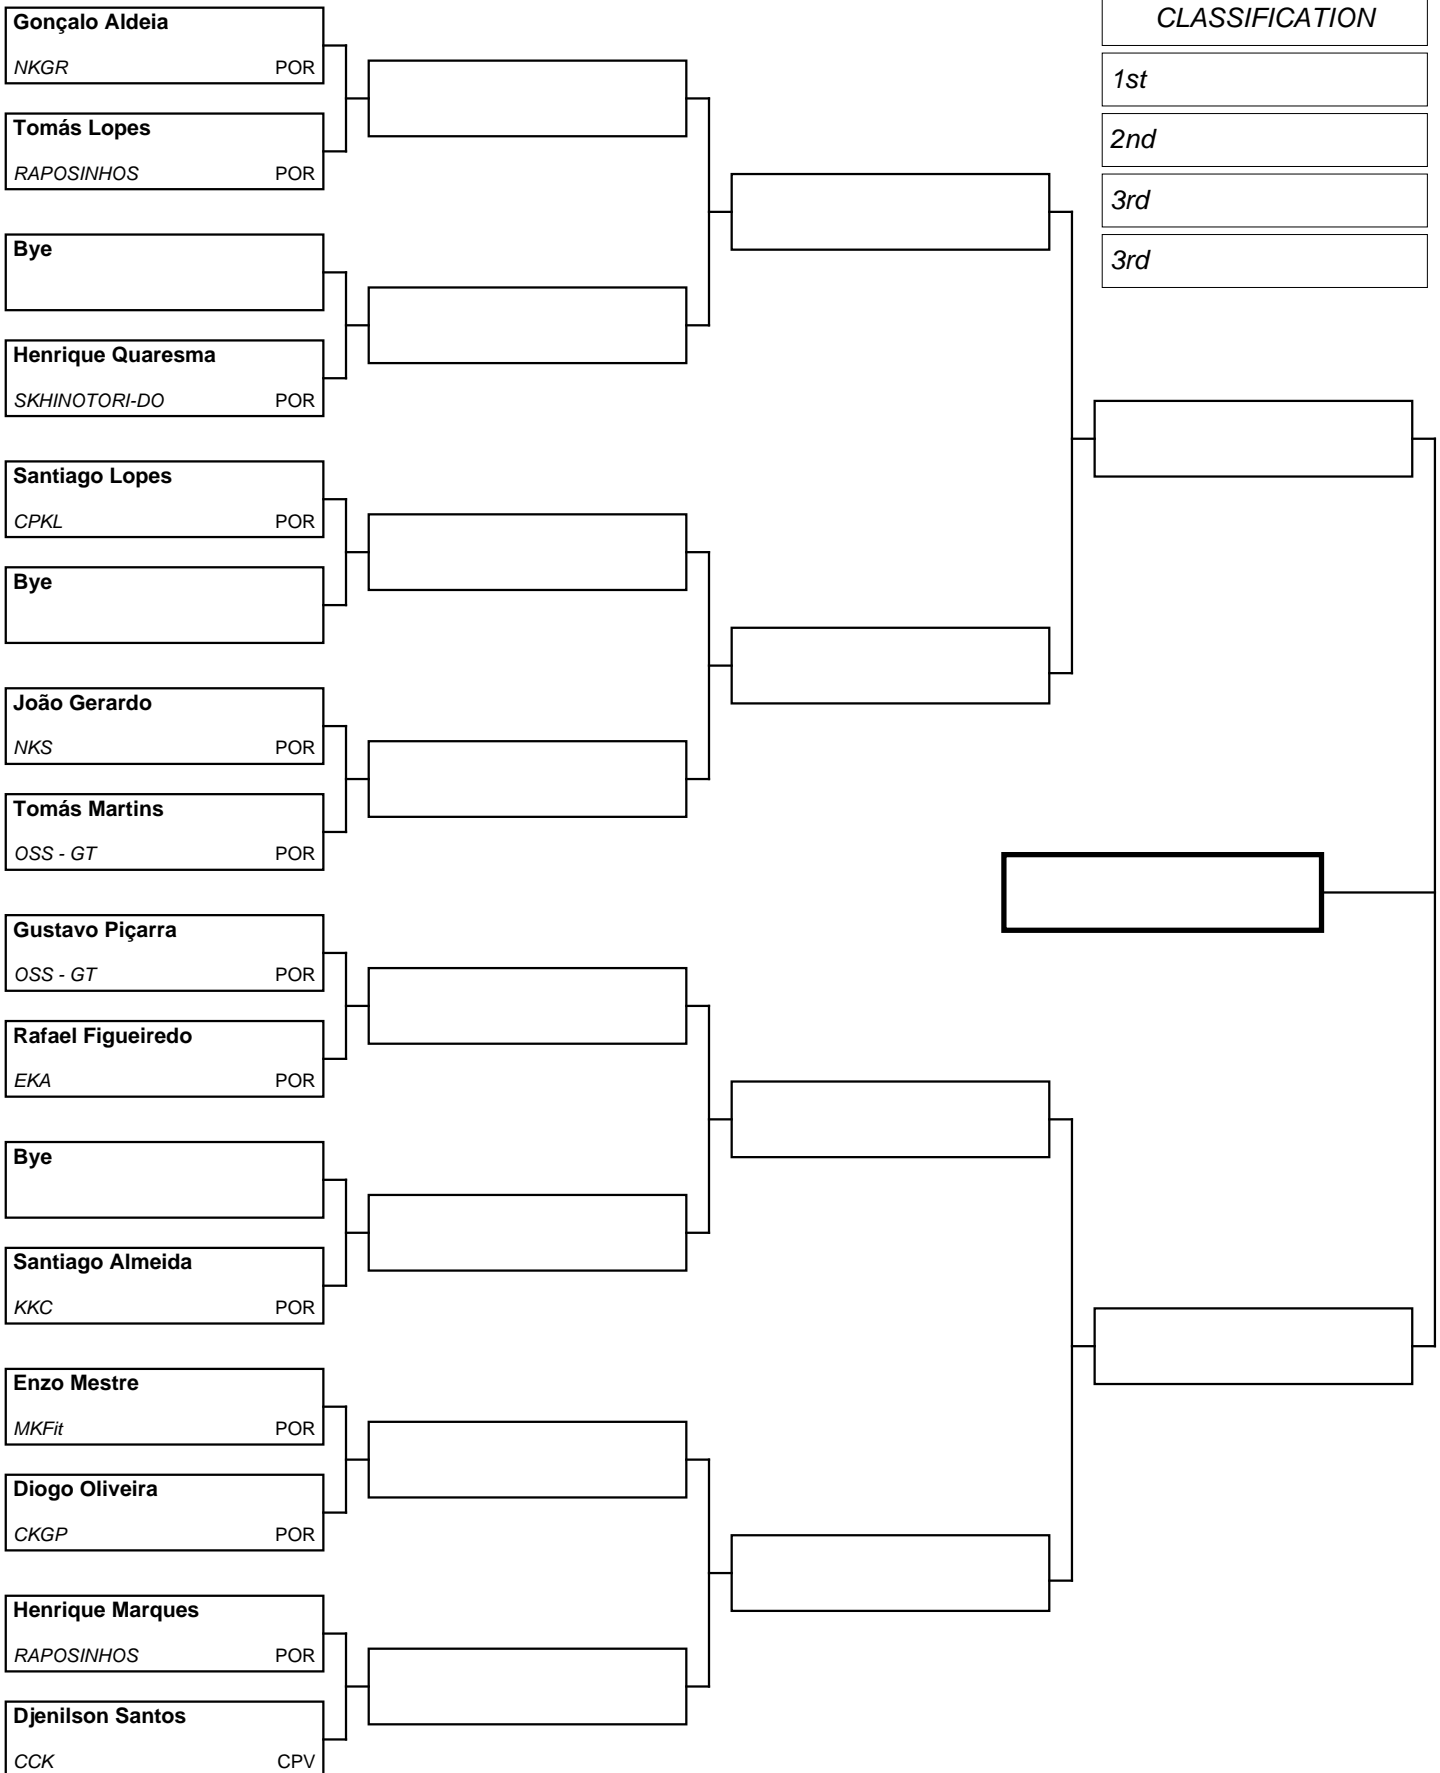 Gonçalo Aldeia
NKGR POR
Tomás Lopes
RAPOSINHOS POR
Bye
Henrique Quaresma
SKHINOTORI-DO POR
Santiago Lopes
CPKL POR
Bye
João Gerardo
NKS POR
Tomás Martins
OSS - GT POR
Gustavo Piçarra
OSS - GT POR
Rafael Figueiredo
EKA POR
Bye
Santiago Almeida
KKC POR
Enzo Mestre
MKFit POR
Diogo Oliveira
CKGP POR
Henrique Marques
RAPOSINHOS POR
Djenilson Santos
CCK CPV
CLASSIFICATION
1st
2nd
3rd
3rd